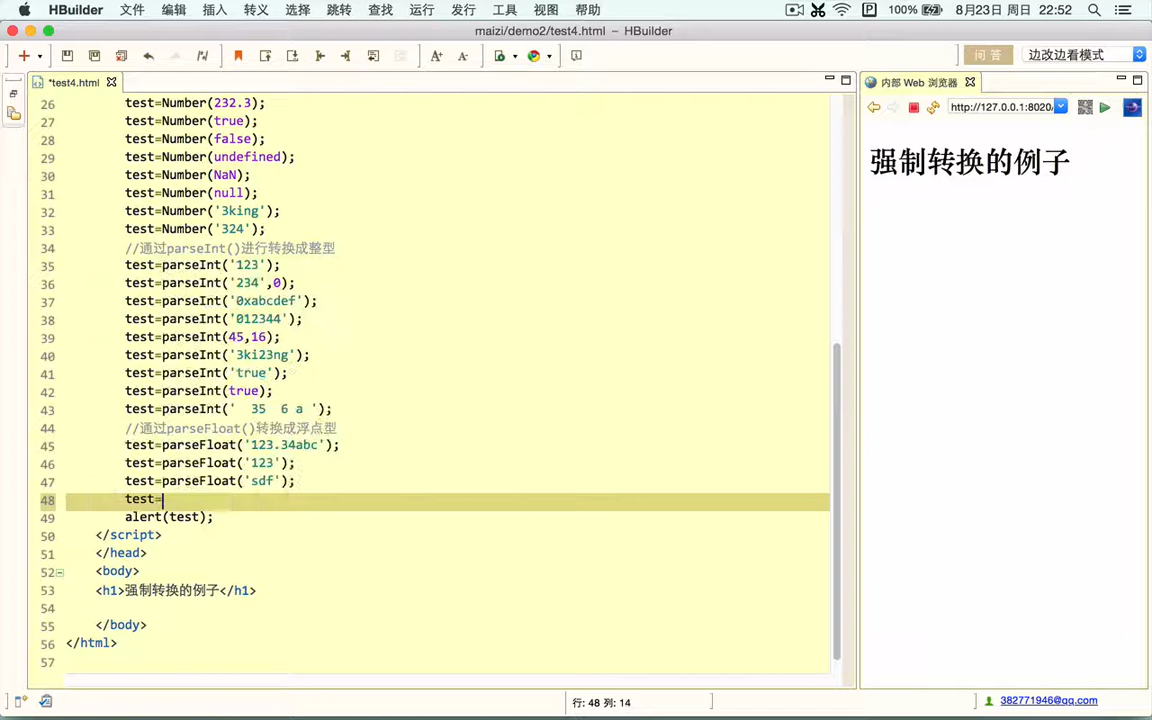 HBuilder 文件 编辑 插入 转义 选择 跳转 查找 运行 发行 工具 视图 帮助 100% 8月23日 周日 22:52
maizi/demo2/test4.html – HBuilder
问 答 边改边看模式
*test4.html
内部 Web 浏览器
http://127.0.0.1:8020/
26 test=Number(232.3);
27 test=Number(true);
28 test=Number(false);
29 test=Number(undefined);
30 test=Number(NaN);
31 test=Number(null);
32 test=Number('3king');
33 test=Number('324');
34 //通过parseInt()进行转换成整型
35 test=parseInt('123');
36 test=parseInt('234',0);
37 test=parseInt('0xabcdef');
38 test=parseInt('012344');
39 test=parseInt(45,16);
40 test=parseInt('3ki23ng');
41 test=parseInt('true');
42 test=parseInt(true);
43 test=parseInt('  35  6 a ');
44 //通过parseFloat()转换成浮点型
45 test=parseFloat('123.34abc');
46 test=parseFloat('123');
47 test=parseFloat('sdf');
48 test=
49 alert(test);
50 </script>
51 </head>
52 <body>
53 <h1>强制转换的例子</h1>
54
55 </body>
56 </html>
57
强制转换的例子
行: 48 列: 14
382771946@qq.com